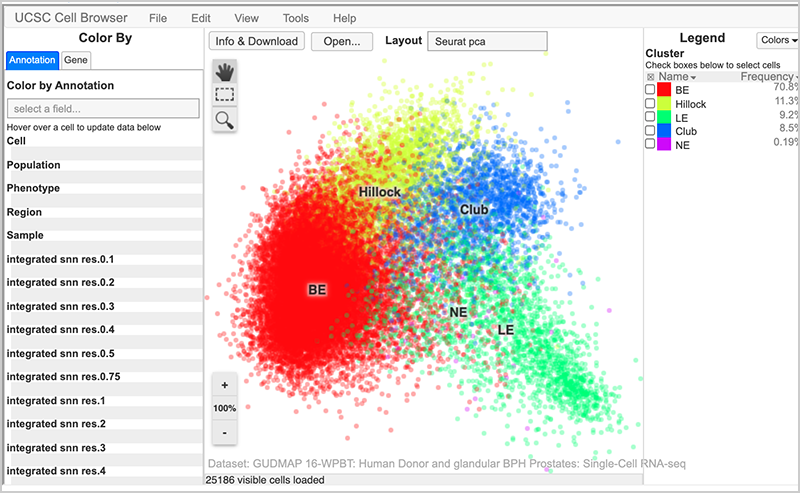 UCSC Cell Browser File Edit View Tools Help
Color By
Annotation Gene
Color by Annotation
select a field...
Hover over a cell to update data below
Cell
Population
Phenotype
Region
Sample
integrated snn res.0.1
integrated snn res.0.2
integrated snn res.0.3
integrated snn res.0.4
integrated snn res.0.5
integrated snn res.0.75
integrated snn res.1
integrated snn res.2
integrated snn res.3
integrated snn res.4
Info & Download Open... Layout Seurat pca
Hillock
Club
BE
NE
LE
+
100%
-
Dataset: GUDMAP 16-WPBT: Human Donor and glandular BPH Prostates: Single-Cell RNA-seq
25186 visible cells loaded
Legend Colors
Cluster
Check boxes below to select cells
Name Frequency
BE 70.8%
Hillock 11.3%
LE 9.2%
Club 8.5%
NE 0.19%